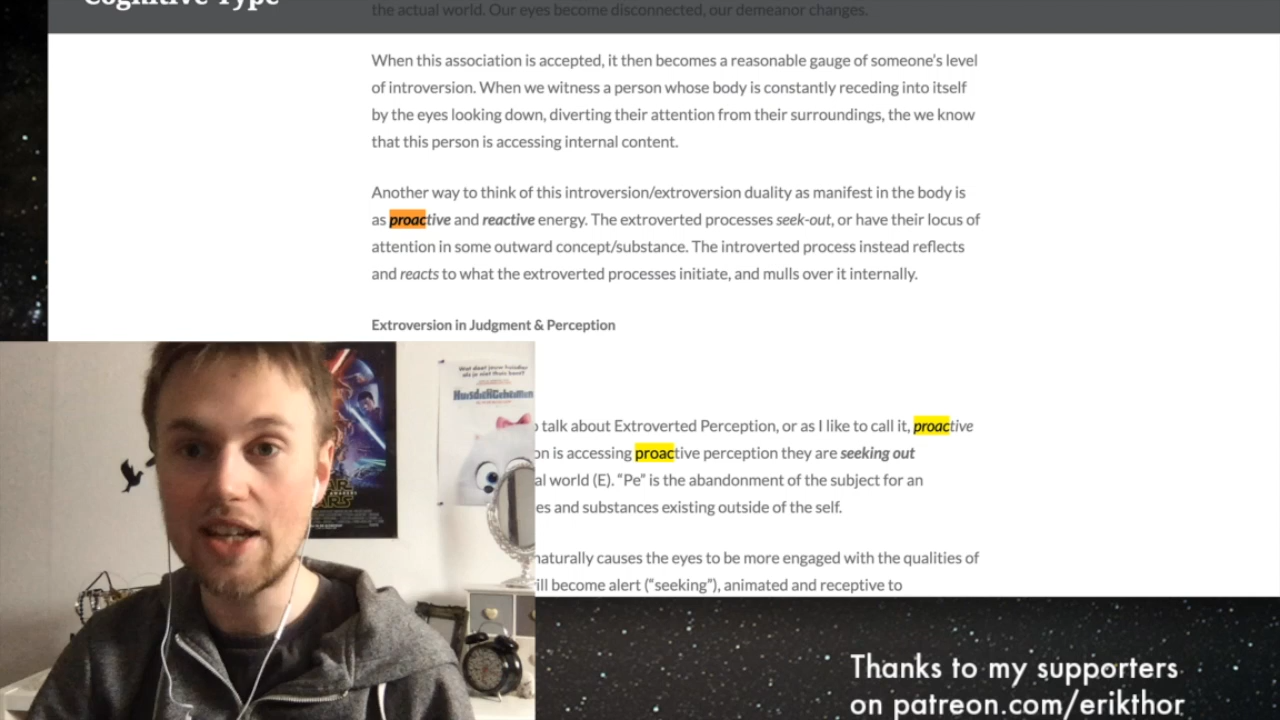 Cognitive Type
the actual world. Our eyes become disconnected, our demeanor changes.
When this association is accepted, it then becomes a reasonable gauge of someone's level
of introversion. When we witness a person whose body is constantly receding into itself
by the eyes looking down, diverting their attention from their surroundings, the we know
that this person is accessing internal content.
Another way to think of this introversion/extroversion duality as manifest in the body is
as proactive and reactive energy. The extroverted processes seek-out, or have their locus of
attention in some outward concept/substance. The introverted process instead reflects
and reacts to what the extroverted processes initiate, and mulls over it internally.
Extroversion in Judgment & Perception
talk about Extroverted Perception, or as I like to call it, proactive
on is accessing proactive perception they are seeking out
al world (E). “Pe” is the abandonment of the subject for an
es and substances existing outside of the self.
naturally causes the eyes to be more engaged with the qualities of
ill become alert (“seeking”), animated and receptive to
HuisdierGeheimen
WARS
Thanks to my supporters
on patreon.com/erikthor